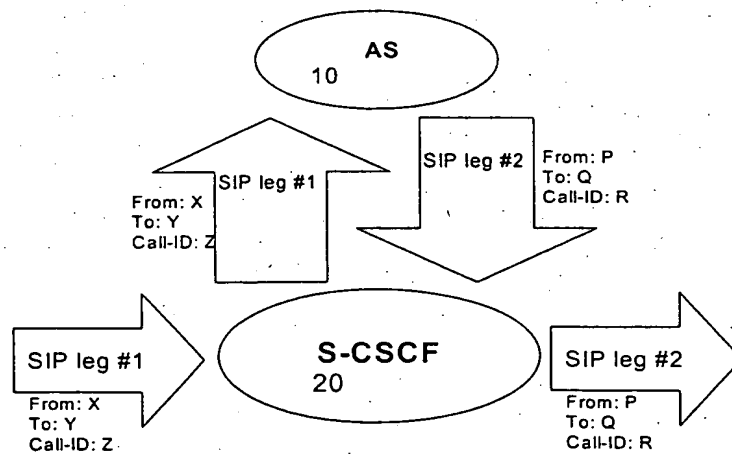 AS
10
SIP leg #1
From: X
To: Y
Call-ID: Z
SIP leg #2
From: P
To: Q
Call-ID: R
SIP leg #1
From: X
To: Y
Call-ID: Z
S-CSCF
20
SIP leg #2
From: P
To: Q
Call-ID: R